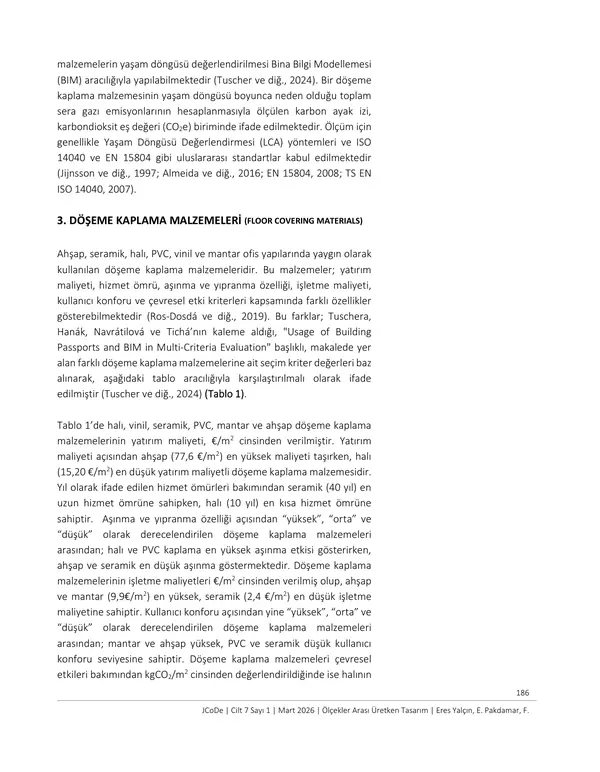 malzemelerin yaşam döngüsü değerlendirilmesi Bina Bilgi Modellemesi
(BIM) aracılığıyla yapılabilmektedir (Tuscher ve diğ., 2024). Bir döşeme
kaplama malzemesinin yaşam döngüsü boyunca neden olduğu toplam
sera gazı emisyonlarının hesaplanmasıyla ölçülen karbon ayak izi,
karbondioksit eş değeri (CO₂e) biriminde ifade edilmektedir. Ölçüm için
genellikle Yaşam Döngüsü Değerlendirmesi (LCA) yöntemleri ve ISO
14040 ve EN 15804 gibi uluslararası standartlar kabul edilmektedir
(Jijnsson ve diğ., 1997; Almeida ve diğ., 2016; EN 15804, 2008; TS EN
ISO 14040, 2007).
3. DÖŞEME KAPLAMA MALZEMELERİ (FLOOR COVERING MATERIALS)
Ahşap, seramik, halı, PVC, vinil ve mantar ofis yapılarında yaygın olarak
kullanılan döşeme kaplama malzemeleridir. Bu malzemeler; yatırım
maliyeti, hizmet ömrü, aşınma ve yıpranma özelliği, işletme maliyeti,
kullanıcı konforu ve çevresel etki kriterleri kapsamında farklı özellikler
gösterebilmektedir (Ros-Dosdá ve diğ., 2019). Bu farklar; Tuschera,
Hanák, Navrátilová ve Tichá’nın kaleme aldığı, "Usage of Building
Passports and BIM in Multi-Criteria Evaluation" başlıklı, makalede yer
alan farklı döşeme kaplama malzemelerine ait seçim kriter değerleri baz
alınarak, aşağıdaki tablo aracılığıyla karşılaştırılmalı olarak ifade
edilmiştir (Tuscher ve diğ., 2024) (Tablo 1).
Tablo 1’de halı, vinil, seramik, PVC, mantar ve ahşap döşeme kaplama
malzemelerinin yatırım maliyeti, €/m² cinsinden verilmiştir. Yatırım
maliyeti açısından ahşap (77,6 €/m²) en yüksek maliyeti taşırken, halı
(15,20 €/m²) en düşük yatırım maliyetli döşeme kaplama malzemesidir.
Yıl olarak ifade edilen hizmet ömürleri bakımından seramik (40 yıl) en
uzun hizmet ömrüne sahipken, halı (10 yıl) en kısa hizmet ömrüne
sahiptir. Aşınma ve yıpranma özelliği açısından “yüksek”, “orta” ve
“düşük” olarak derecelendirilen döşeme kaplama malzemeleri
arasından; halı ve PVC kaplama en yüksek aşınma etkisi gösterirken,
ahşap ve seramik en düşük aşınma göstermektedir. Döşeme kaplama
malzemelerinin işletme maliyetleri €/m² cinsinden verilmiş olup, ahşap
ve mantar (9,9€/m²) en yüksek, seramik (2,4 €/m²) en düşük işletme
maliyetine sahiptir. Kullanıcı konforu açısından yine “yüksek”, “orta” ve
“düşük” olarak derecelendirilen döşeme kaplama malzemeleri
arasından; mantar ve ahşap yüksek, PVC ve seramik düşük kullanıcı
konforu seviyesine sahiptir. Döşeme kaplama malzemeleri çevresel
etkileri bakımından kgCO₂/m² cinsinden değerlendirildiğinde ise halının
186
JCoDe | Cilt 7 Sayı 1 | Mart 2026 | Ölçekler Arası Üretken Tasarım | Eres Yalçın, E. Pakdamar, F.